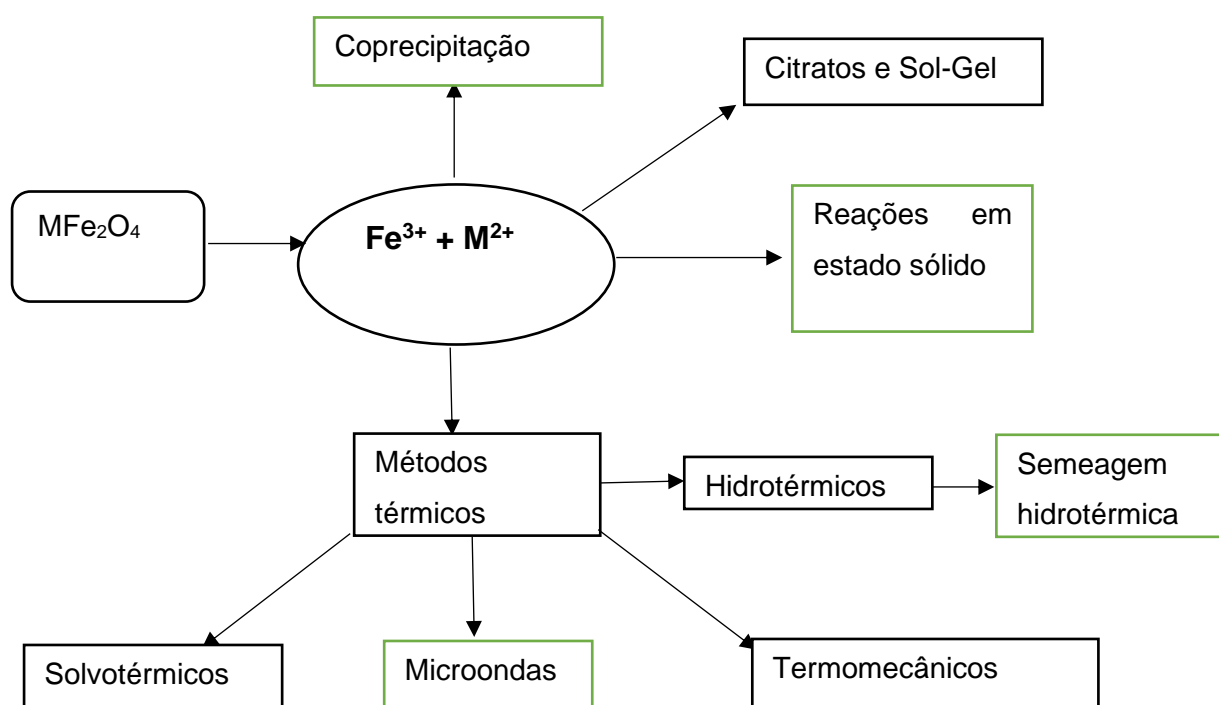 Coprecipitação
Citratos e Sol-Gel
MFe₂O₄
Fe³⁺ + M²⁺
Reações em
estado sólido
Métodos
térmicos
Hidrotérmicos
Semeagem
hidrotérmica
Solvotérmicos
Microondas
Termomecânicos